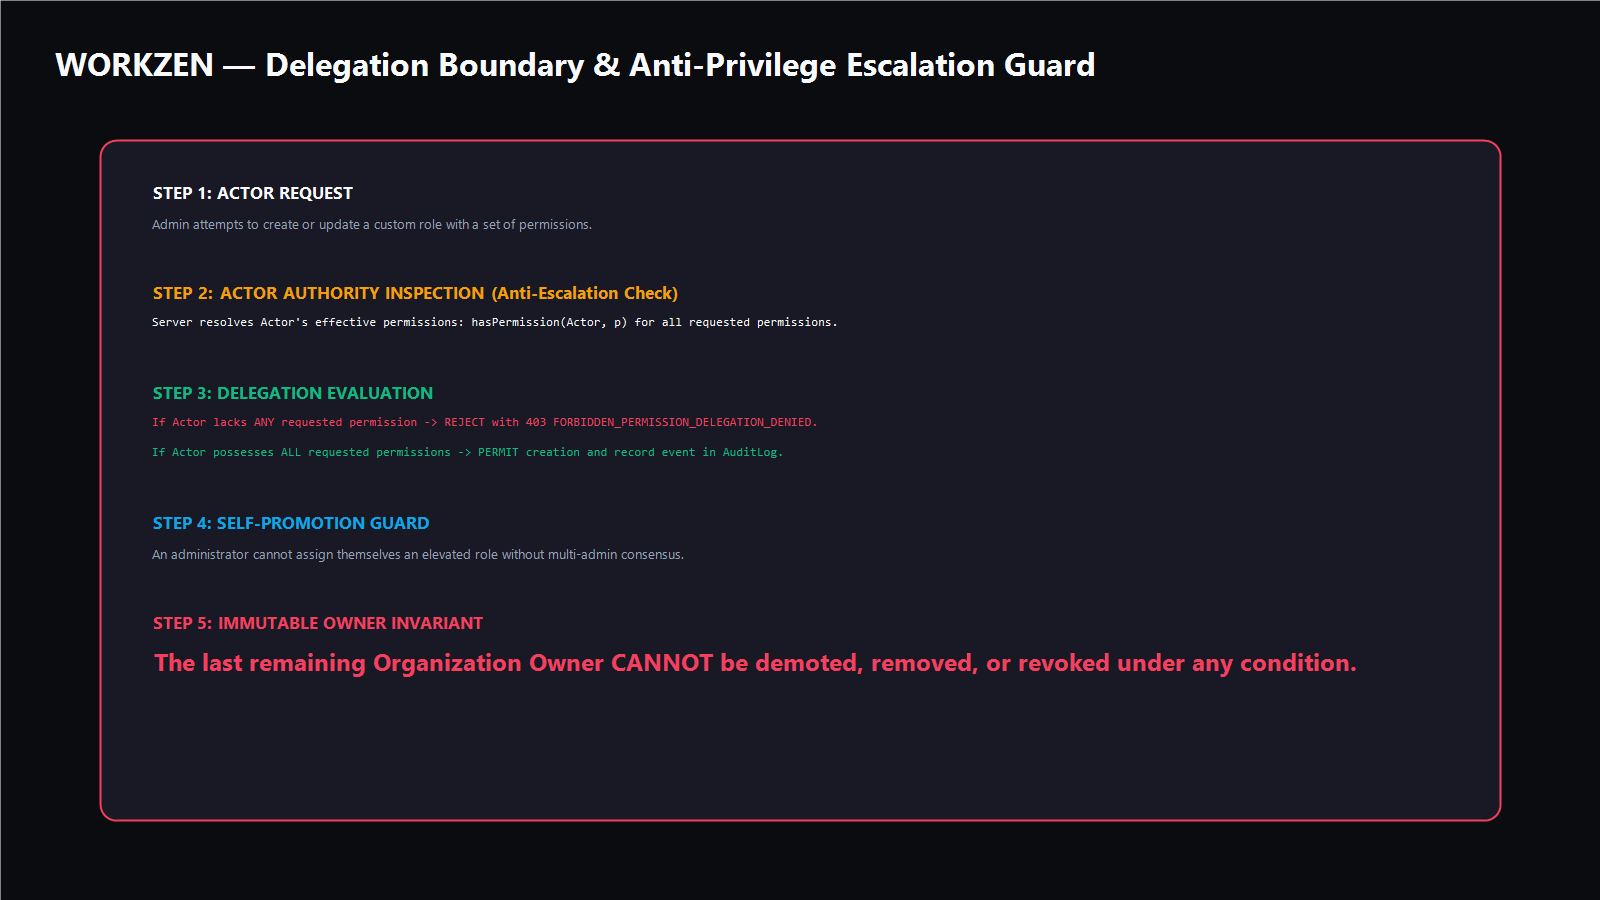 WORKZEN — Delegation Boundary & Anti-Privilege Escalation Guard
STEP 1: ACTOR REQUEST
Admin attempts to create or update a custom role with a set of permissions.
STEP 2: ACTOR AUTHORITY INSPECTION (Anti-Escalation Check)
Server resolves Actor's effective permissions: hasPermission(Actor, p) for all requested permissions.
STEP 3: DELEGATION EVALUATION
If Actor lacks ANY requested permission -> REJECT with 403 FORBIDDEN_PERMISSION_DELEGATION_DENIED.
If Actor possesses ALL requested permissions -> PERMIT creation and record event in AuditLog.
STEP 4: SELF-PROMOTION GUARD
An administrator cannot assign themselves an elevated role without multi-admin consensus.
STEP 5: IMMUTABLE OWNER INVARIANT
The last remaining Organization Owner CANNOT be demoted, removed, or revoked under any condition.